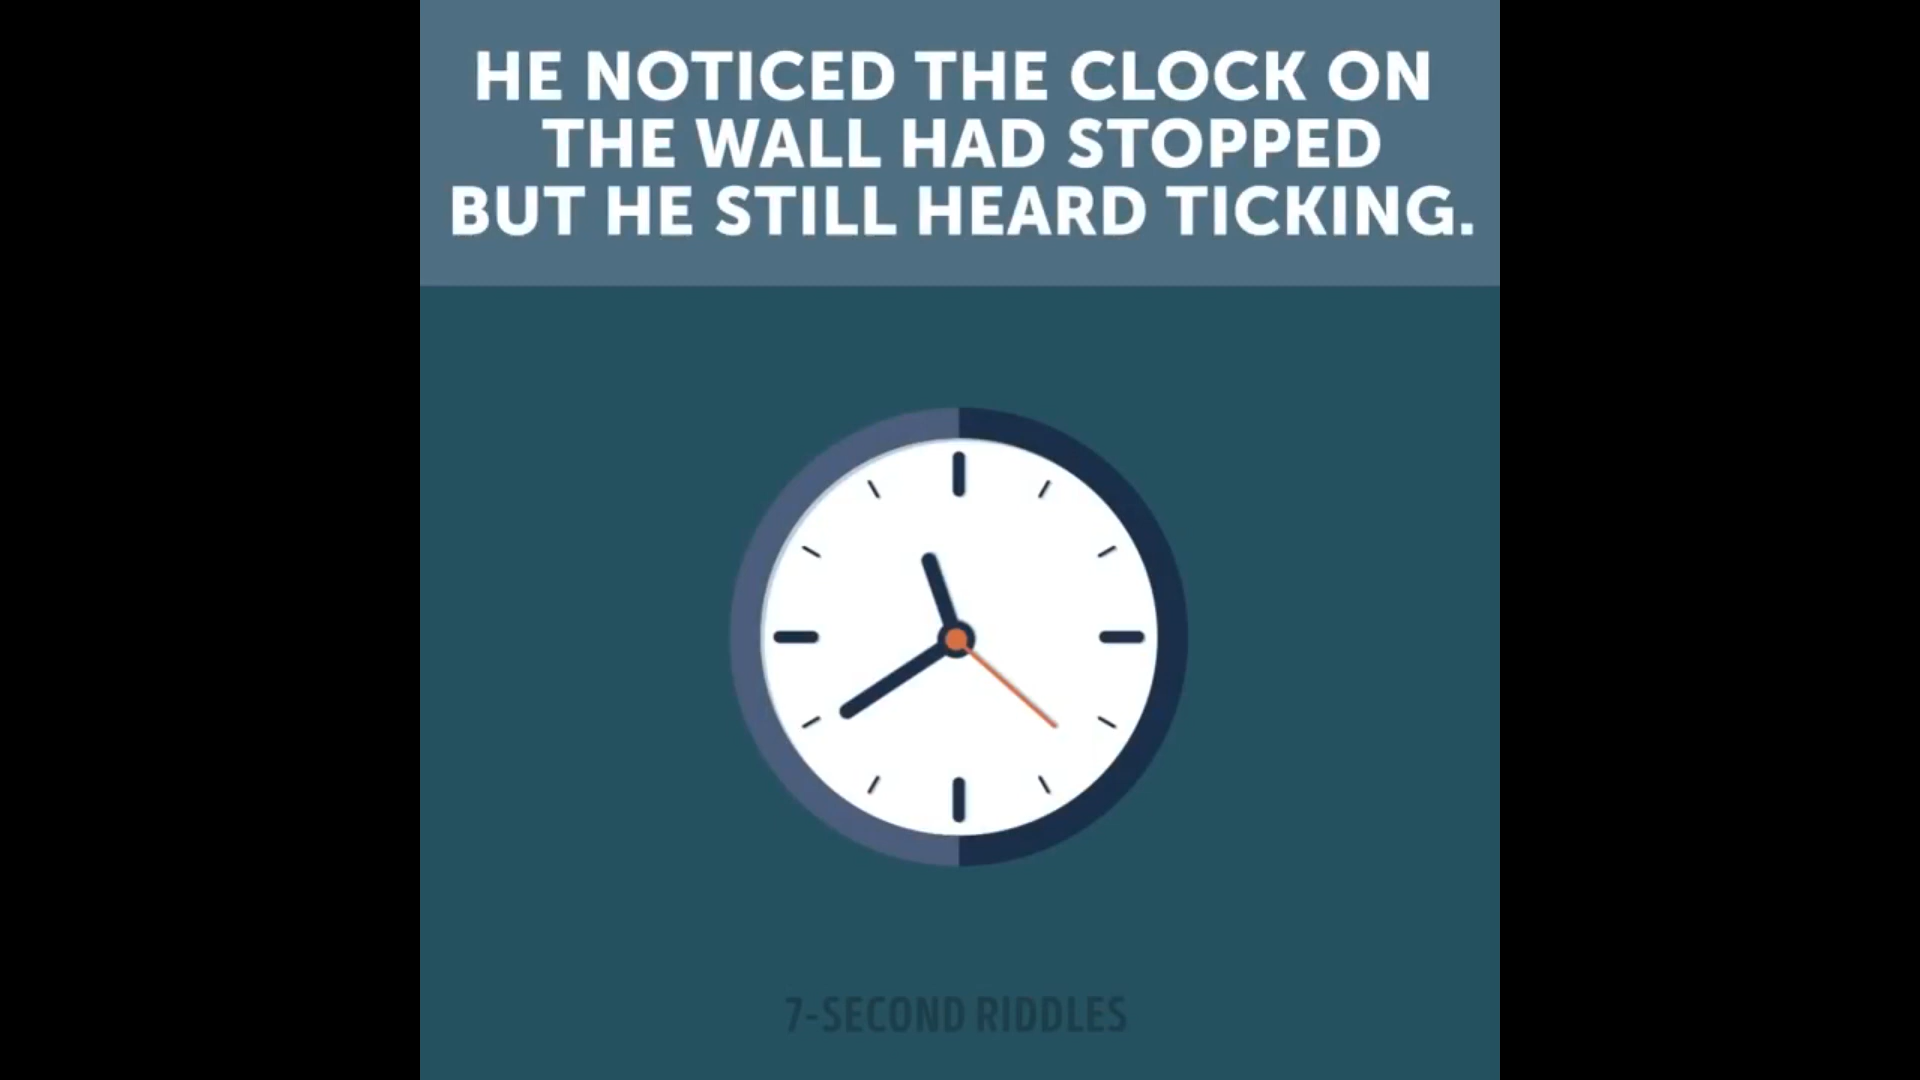 HE NOTICED THE CLOCK ON
THE WALL HAD STOPPED
BUT HE STILL HEARD TICKING.
7-SECOND RIDDLES